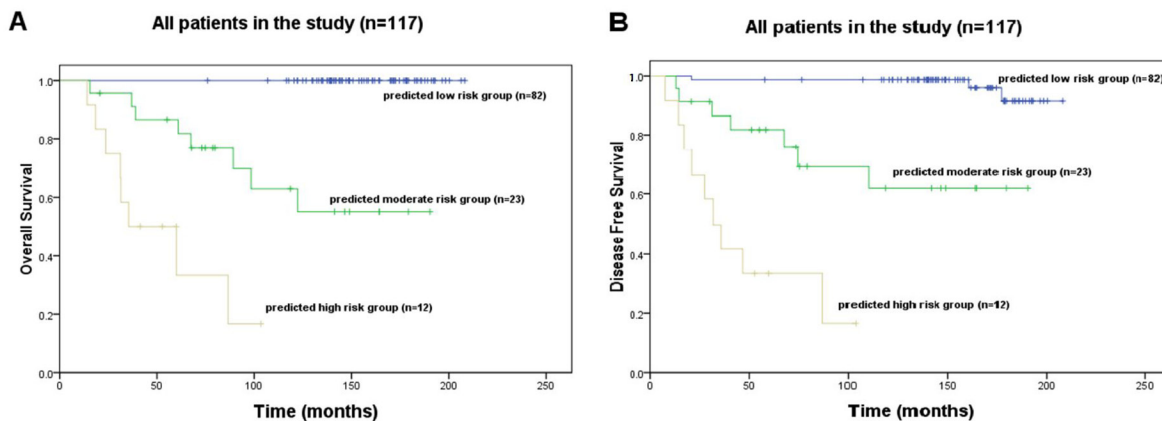 A
All patients in the study (n=117)
Overall Survival
1.0
0.8
0.6
0.4
0.2
0.0
predicted low risk group (n=82)
predicted moderate risk group (n=23)
predicted high risk group (n=12)
0
50
100
150
200
250
Time (months)
B
All patients in the study (n=117)
Disease Free Survival
1.0
0.8
0.6
0.4
0.2
0.0
predicted low risk group (n=82)
predicted moderate risk group (n=23)
predicted high risk group (n=12)
0
50
100
150
200
250
Time (months)